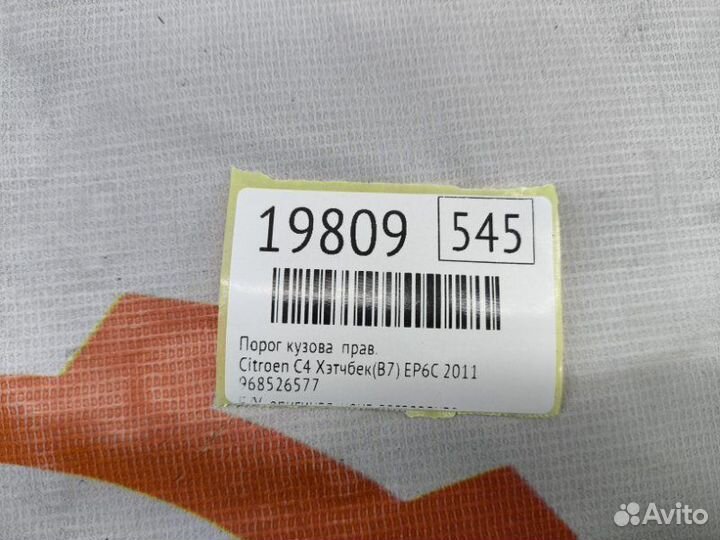 19809 545
Порог кузова прав.
Citroen C4 Хэтчбек(B7) EP6C 2011
968526577
Avito